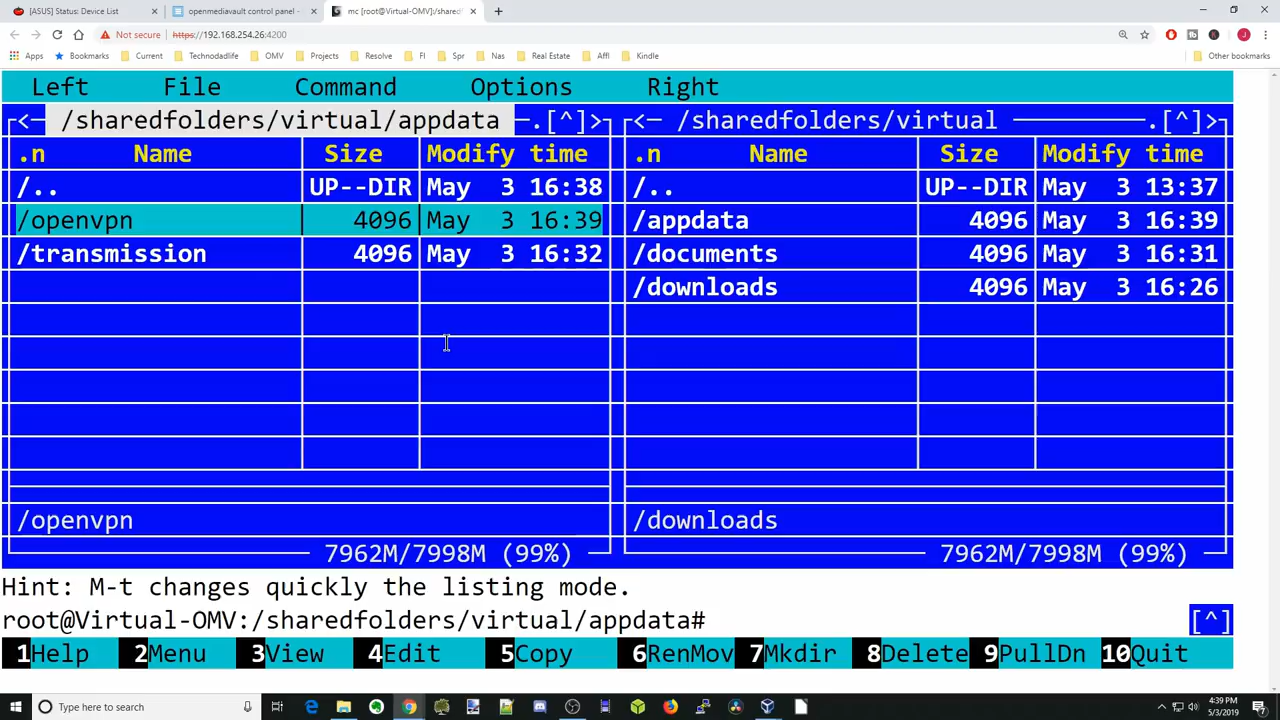 [ASUS] Status: Device List
openmediavault control panel -
mc [root@Virtual-OMV]:/shared
Not secure https://192.168.254.26:4200
Apps Bookmarks Current Technodadlife OMV Projects Resolve FI Spr Nas Real Estate Affl Kindle Other bookmarks
Left File Command Options Right
<─ /sharedfolders/virtual/appdata ─.[^]> <─ /sharedfolders/virtual ─.[^]>
.n Name Size Modify time .n Name Size Modify time
/.. UP--DIR May 3 16:38 /.. UP--DIR May 3 13:37
/openvpn 4096 May 3 16:39 /appdata 4096 May 3 16:39
/transmission 4096 May 3 16:32 /documents 4096 May 3 16:31
/downloads 4096 May 3 16:26
/openvpn /downloads
7962M/7998M (99%) 7962M/7998M (99%)
Hint: M-t changes quickly the listing mode.
root@Virtual-OMV:/sharedfolders/virtual/appdata# [^]
1Help 2Menu 3View 4Edit 5Copy 6RenMov 7Mkdir 8Delete 9PullDn 10Quit
Type here to search
4:39 PM
5/3/2019